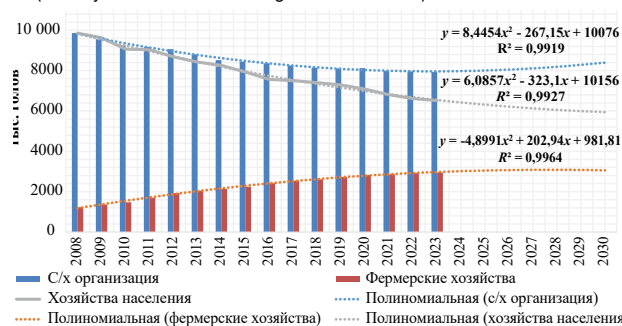 y = 8,4454x² - 267,15x + 10076
R² = 0,9919
y = 6,0857x² - 323,1x + 10156
R² = 0,9927
-4,8991x² + 202,94x + 981,81
y =
R² = 0,9964
10 000
8000
6000
4000
2000
0
тыс. голов
2008 2009 2010 2011 2012 2013 2014 2015 2016 2017 2018 2019 2020 2021 2022 2023 2024 2025 2026 2027 2028 2029 2030
С/х организация
Фермерские хозяйства
Хозяйства населения
Полиномиальная (с/х организация)
Полиномиальная (фермерские хозяйства)
Полиномиальная (хозяйства населения